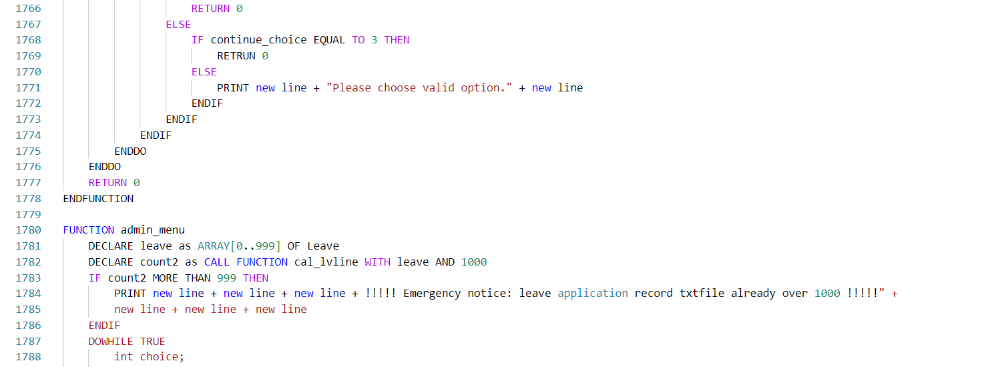 1766 RETURN 0
1767 ELSE
1768 IF continue_choice EQUAL TO 3 THEN
1769 RETRUN 0
1770 ELSE
1771 PRINT new line + "Please choose valid option." + new line
1772 ENDIF
1773 ENDIF
1774 ENDIF
1775 ENDDO
1776 ENDDO
1777 RETURN 0
1778 ENDFUNCTION
1779
1780 FUNCTION admin_menu
1781 DECLARE leave as ARRAY[0..999] OF Leave
1782 DECLARE count2 as CALL FUNCTION cal_lvline WITH leave AND 1000
1783 IF count2 MORE THAN 999 THEN
1784 PRINT new line + new line + new line + !!!!! Emergency notice: leave application record txtfile already over 1000 !!!!!" +
1785 new line + new line + new line
1786 ENDIF
1787 DOWHILE TRUE
1788 int choice;